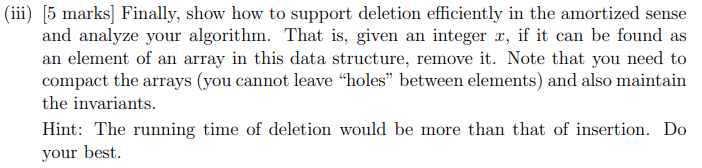 (iii) [5 marks] Finally, show how to support deletion efficiently in the amortized sense
and analyze your algorithm. That is, given an integer x, if it can be found as
an element of an array in this data structure, remove it. Note that you need to
compact the arrays (you cannot leave “holes” between elements) and also maintain
the invariants.
Hint: The running time of deletion would be more than that of insertion. Do
your best.